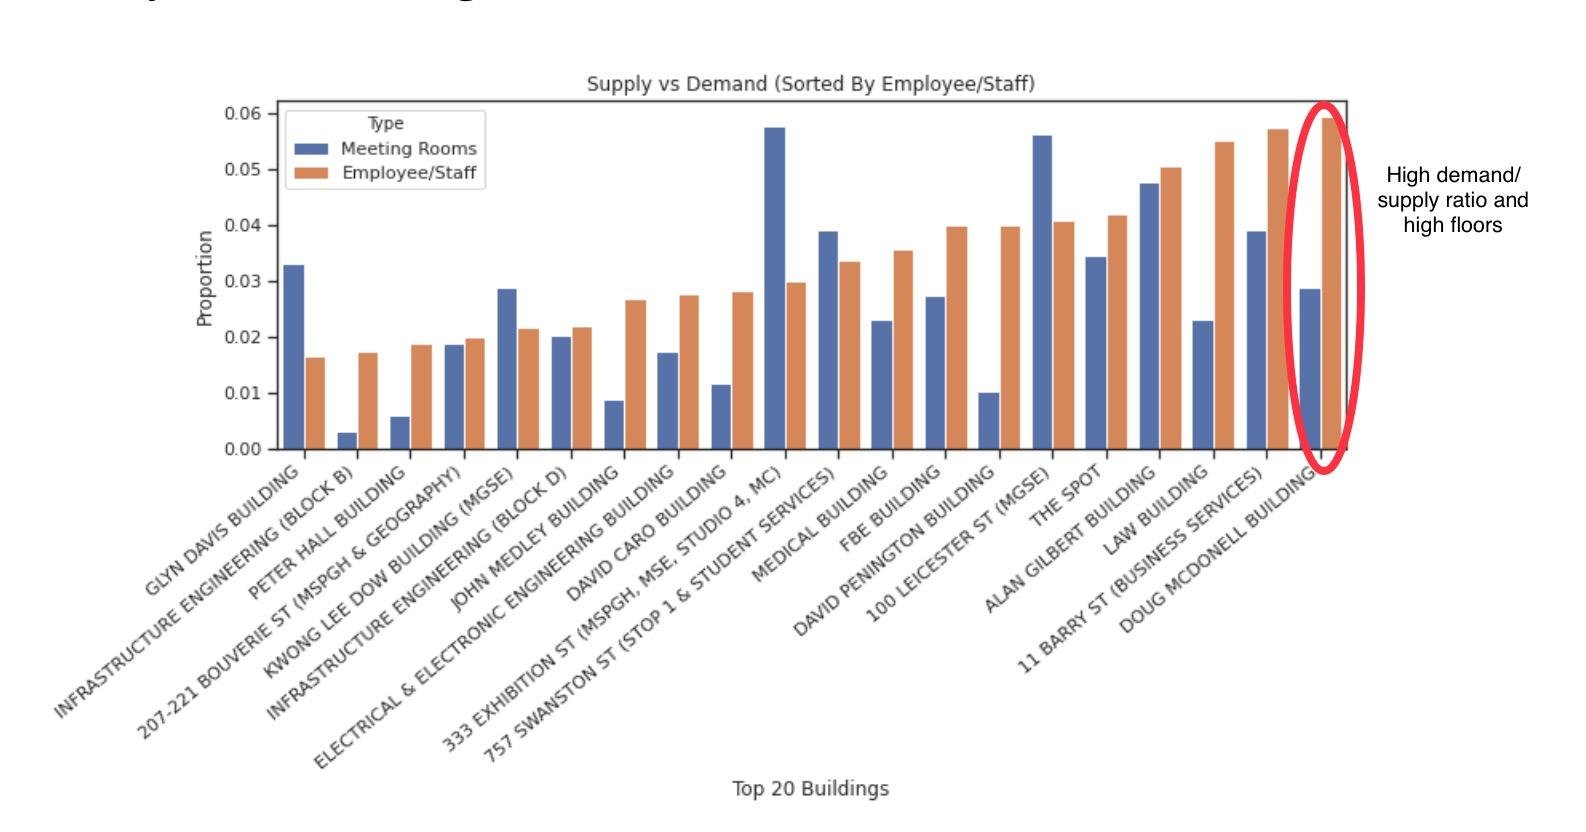 Supply vs Demand (Sorted By Employee/Staff)
Type
Meeting Rooms
Employee/Staff
Proportion
0.06
0.05
0.04
0.03
0.02
0.01
0.00
High demand/
supply ratio and
high floors
GLYN DAVIS BUILDING
INFRASTRUCTURE ENGINEERING (BLOCK B)
PETER HALL BUILDING
207-221 BOUVERIE ST (MSPGH & GEOGRAPHY)
KWONG LEE DOW BUILDING (MGSE)
INFRASTRUCTURE ENGINEERING (BLOCK D)
JOHN MEDLEY BUILDING
ELECTRICAL & ELECTRONIC ENGINEERING BUILDING
DAVID CARO BUILDING
333 EXHIBITION ST (MSPGH, MSE, STUDIO 4, MC)
757 SWANSTON ST (STOP 1 & STUDENT SERVICES)
MEDICAL BUILDING
FBE BUILDING
DAVID PENINGTON BUILDING
100 LEICESTER ST (MGSE)
THE SPOT
ALAN GILBERT BUILDING
LAW BUILDING
11 BARRY ST (BUSINESS SERVICES)
DOUG MCDONELL BUILDING
Top 20 Buildings